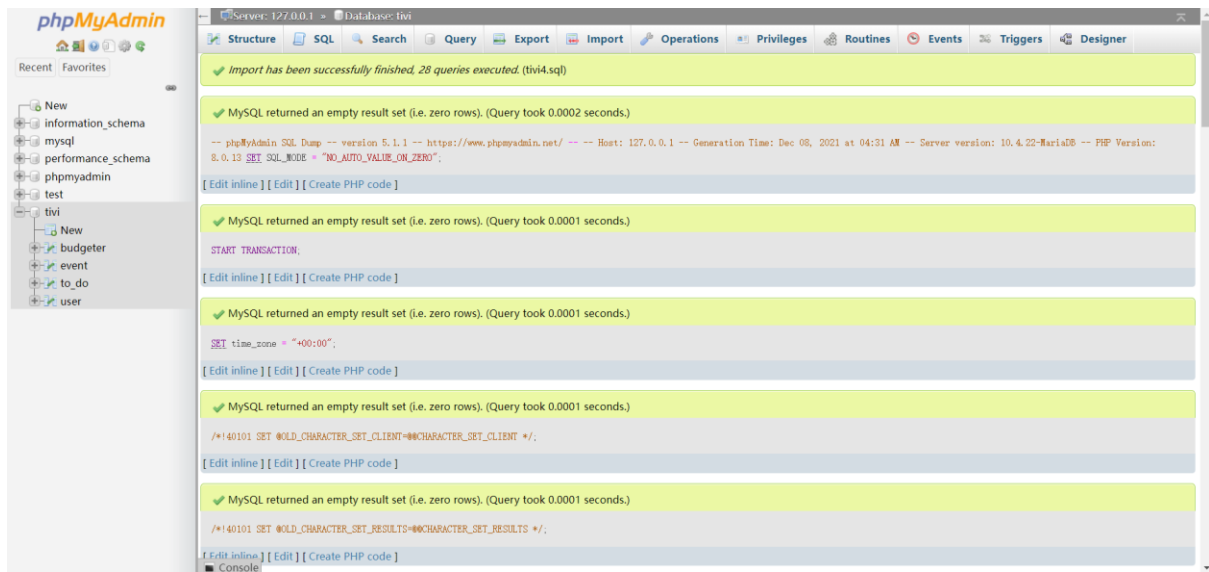 phpMyAdmin
Recent Favorites
New
information_schema
mysql
performance_schema
phpmyadmin
test
tivi
New
budgeter
event
to_do
user
Server: 127.0.0.1 » Database: tivi
Structure SQL Search Query Export Import Operations Privileges Routines Events Triggers Designer
Import has been successfully finished, 28 queries executed. (tivi4.sql)
MySQL returned an empty result set (i.e. zero rows). (Query took 0.0002 seconds.)
-- phpMyAdmin SQL Dump -- version 5.1.1 -- https://www.phpmyadmin.net/ -- -- Host: 127.0.0.1 -- Generation Time: Dec 08, 2021 at 04:31 AM -- Server version: 10.4.22-MariaDB -- PHP Version:
8.0.13 SET SQL_MODE = "NO_AUTO_VALUE_ON_ZERO";
[ Edit inline ] [ Edit ] [ Create PHP code ]
MySQL returned an empty result set (i.e. zero rows). (Query took 0.0001 seconds.)
START TRANSACTION;
[ Edit inline ] [ Edit ] [ Create PHP code ]
MySQL returned an empty result set (i.e. zero rows). (Query took 0.0001 seconds.)
SET time_zone = "+00:00";
[ Edit inline ] [ Edit ] [ Create PHP code ]
MySQL returned an empty result set (i.e. zero rows). (Query took 0.0001 seconds.)
/*!40101 SET @OLD_CHARACTER_SET_CLIENT=@@CHARACTER_SET_CLIENT */;
[ Edit inline ] [ Edit ] [ Create PHP code ]
MySQL returned an empty result set (i.e. zero rows). (Query took 0.0001 seconds.)
/*!40101 SET @OLD_CHARACTER_SET_RESULTS=@@CHARACTER_SET_RESULTS */;
[ Edit inline ] [ Edit ] [ Create PHP code ]
Console